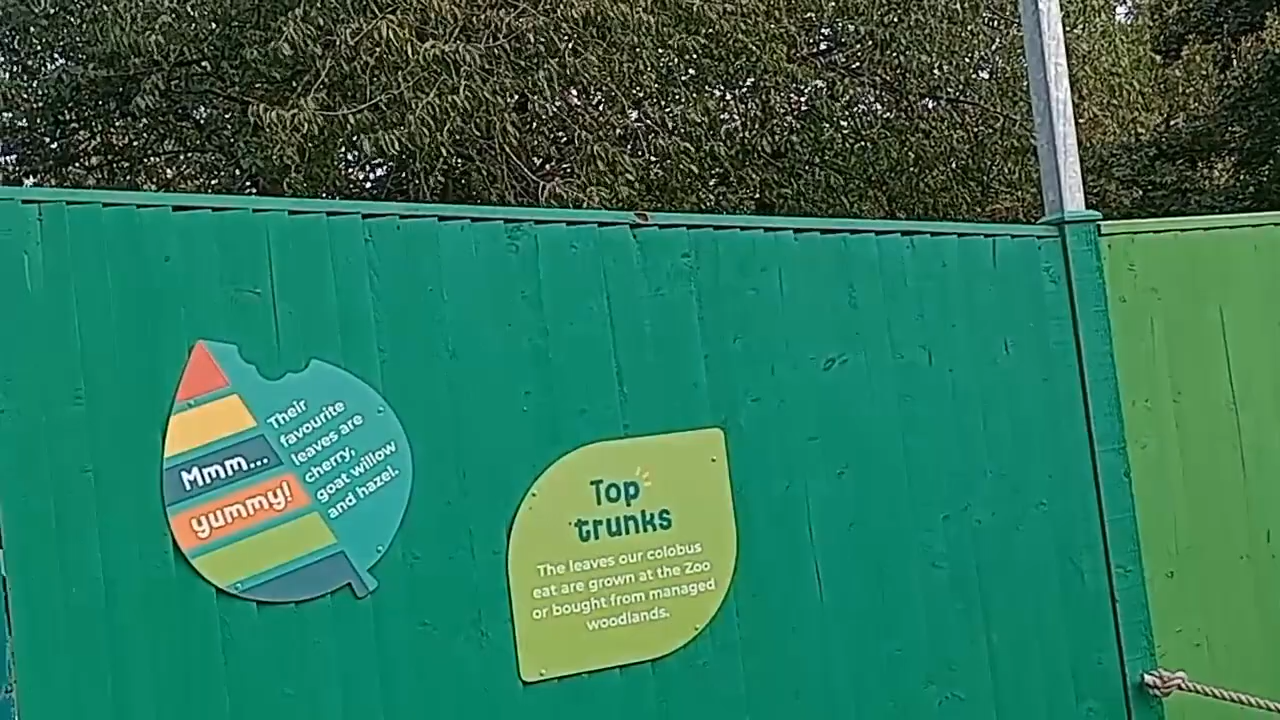 Mmm...
yummy!
Their
favourite
leaves are
cherry,
goat willow
and hazel.
Top
trunks
The leaves our colobus
eat are grown at the Zoo
or bought from managed
woodlands.